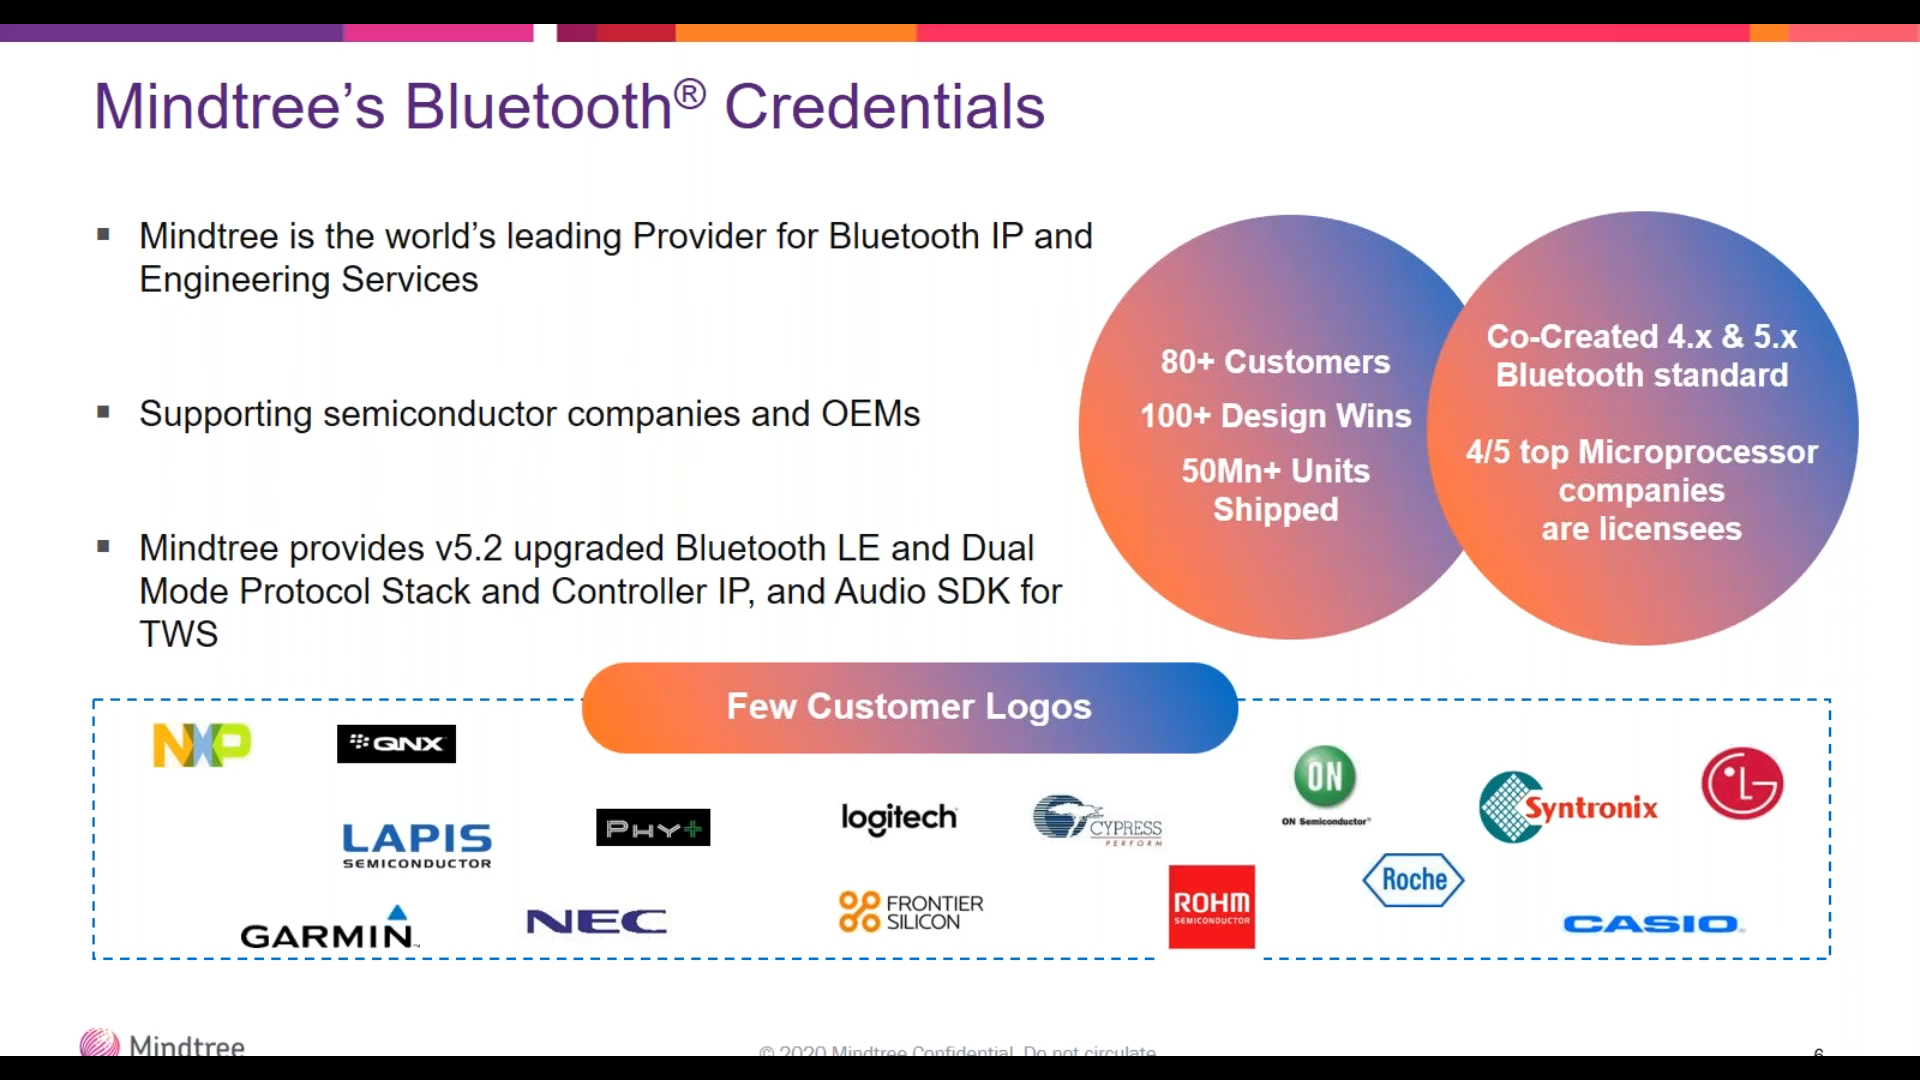 Mindtree’s Bluetooth® Credentials
▪ Mindtree is the world’s leading Provider for Bluetooth IP and
Engineering Services
▪ Supporting semiconductor companies and OEMs
▪ Mindtree provides v5.2 upgraded Bluetooth LE and Dual
Mode Protocol Stack and Controller IP, and Audio SDK for
TWS
80+ Customers
100+ Design Wins
50Mn+ Units
Shipped
Co-Created 4.x & 5.x
Bluetooth standard
4/5 top Microprocessor
companies
are licensees
Few Customer Logos
NXP
QNX
LAPIS
SEMICONDUCTOR
PHY+
logitech
CYPRESS
PERFORM
ON
ON Semiconductor®
Syntronix
LG
GARMIN
NEC
FRONTIER
SILICON
ROHM
SEMICONDUCTOR
Roche
CASIO
Mindtree
© 2020 Mindtree Confidential. Do not circulate
6